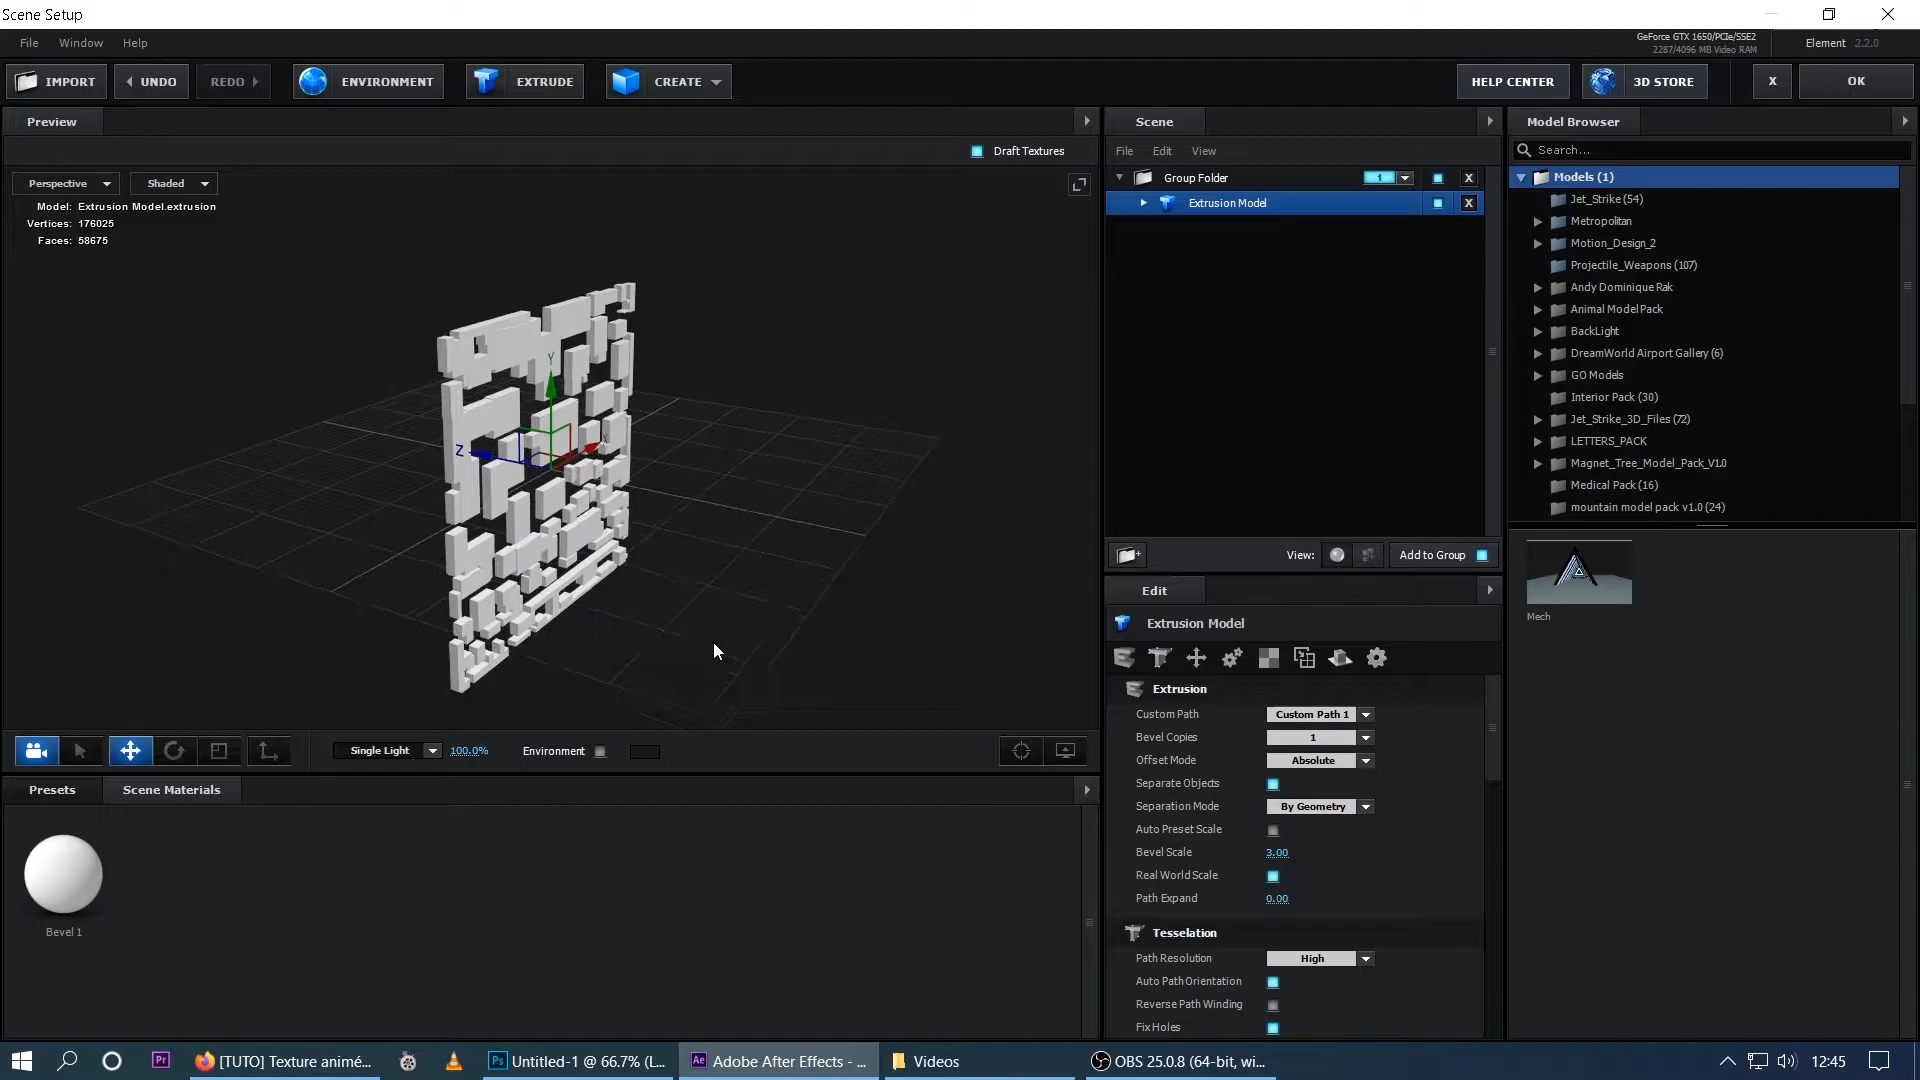 Scene Setup
File Window Help
GeForce GTX 1650/PCIe/SSE2
2287/4096 MB Video RAM
Element 2.2.0
IMPORT UNDO REDO ENVIRONMENT EXTRUDE CREATE HELP CENTER 3D STORE X OK
Preview
Draft Textures
Perspective Shaded
Model: Extrusion Model.extrusion
Vertices: 176025
Faces: 58675
Y
Z
X
Single Light 100.0% Environment
Presets Scene Materials
Bevel 1
Scene
File Edit View
Group Folder 1 X
Extrusion Model X
View: Add to Group
Edit
Extrusion Model
Extrusion
Custom Path Custom Path 1
Bevel Copies 1
Offset Mode Absolute
Separate Objects
Separation Mode By Geometry
Auto Preset Scale
Bevel Scale 3.00
Real World Scale
Path Expand 0.00
Tesselation
Path Resolution High
Auto Path Orientation
Reverse Path Winding
Fix Holes
Model Browser
Search...
Models (1)
Jet_Strike (54)
Metropolitan
Motion_Design_2
Projectile_Weapons (107)
Andy Dominique Rak
Animal Model Pack
BackLight
DreamWorld Airport Gallery (6)
GO Models
Interior Pack (30)
Jet_Strike_3D_Files (72)
LETTERS_PACK
Magnet_Tree_Model_Pack_V1.0
Medical Pack (16)
mountain model pack v1.0 (24)
Mech
Pr [TUTO] Texture animé... Ps Untitled-1 @ 66.7% (L... Ae Adobe After Effects - ... Videos OBS 25.0.8 (64-bit, wi... 12:45